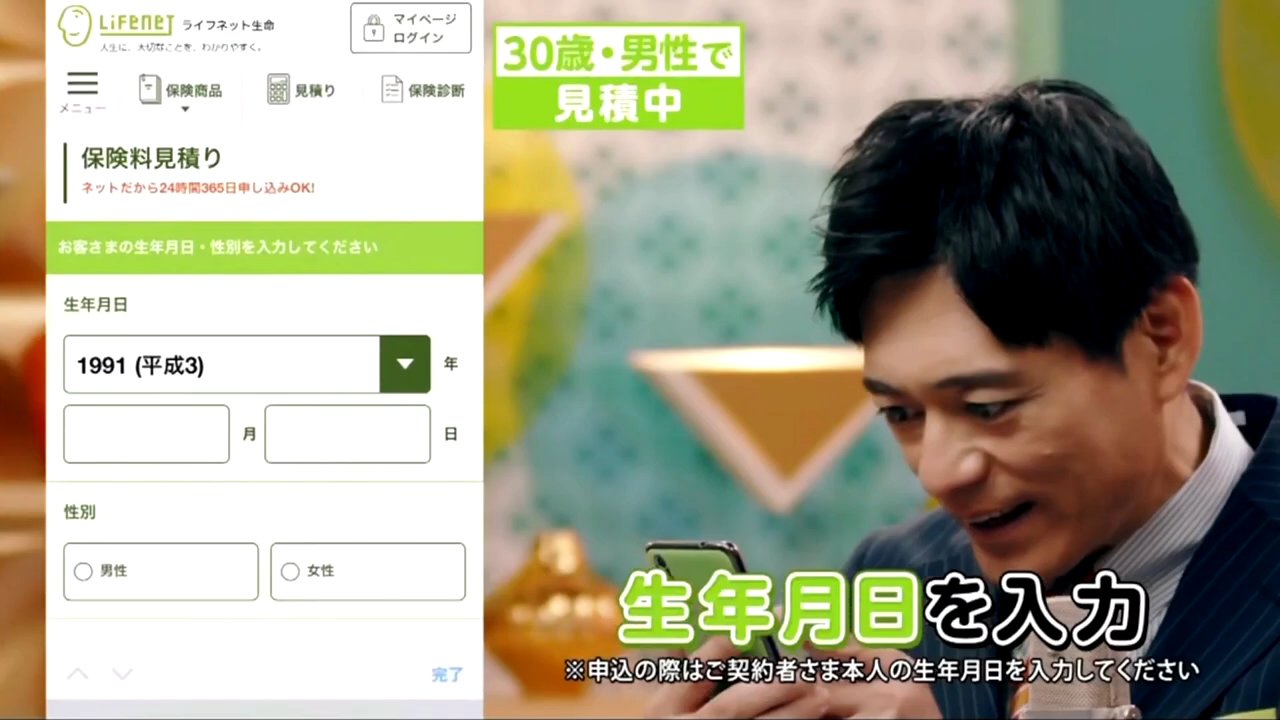 LIFENET ライフネット生命
人生に、大切なことを、わかりやすく。
マイページ
ログイン
メニュー
保険商品
見積り
保険診断
保険料見積り
ネットだから24時間365日申し込みOK!
お客さまの生年月日・性別を入力してください
生年月日
1991 (平成3) 年
月 日
性別
男性 女性
完了
30歳・男性で
見積中
生年月日を入力
※申込の際はご契約者さま本人の生年月日を入力してください